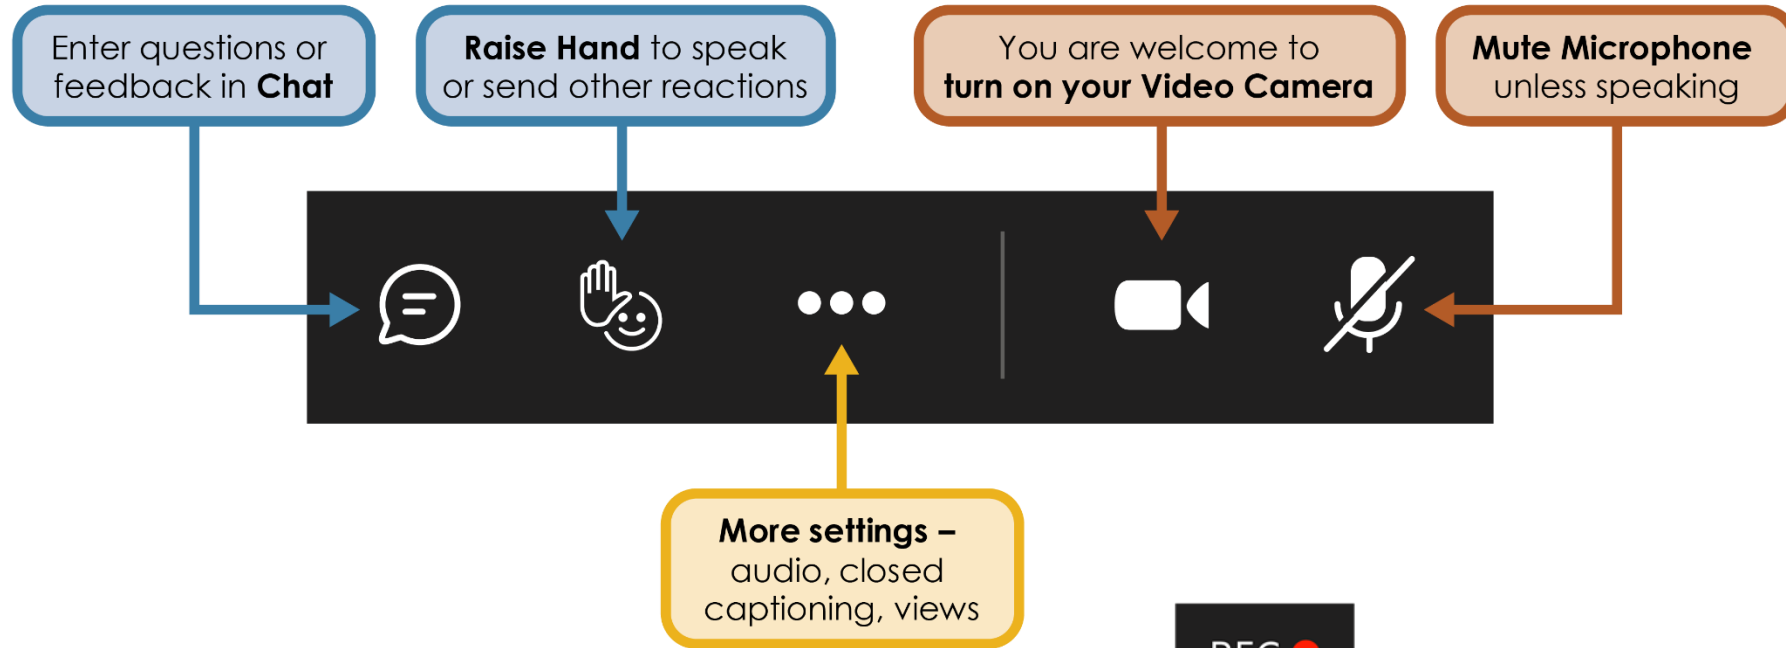 Enter questions or
feedback in Chat
Raise Hand to speak
or send other reactions
You are welcome to
turn on your Video Camera
Mute Microphone
unless speaking
More settings –
audio, closed
captioning, views
REC